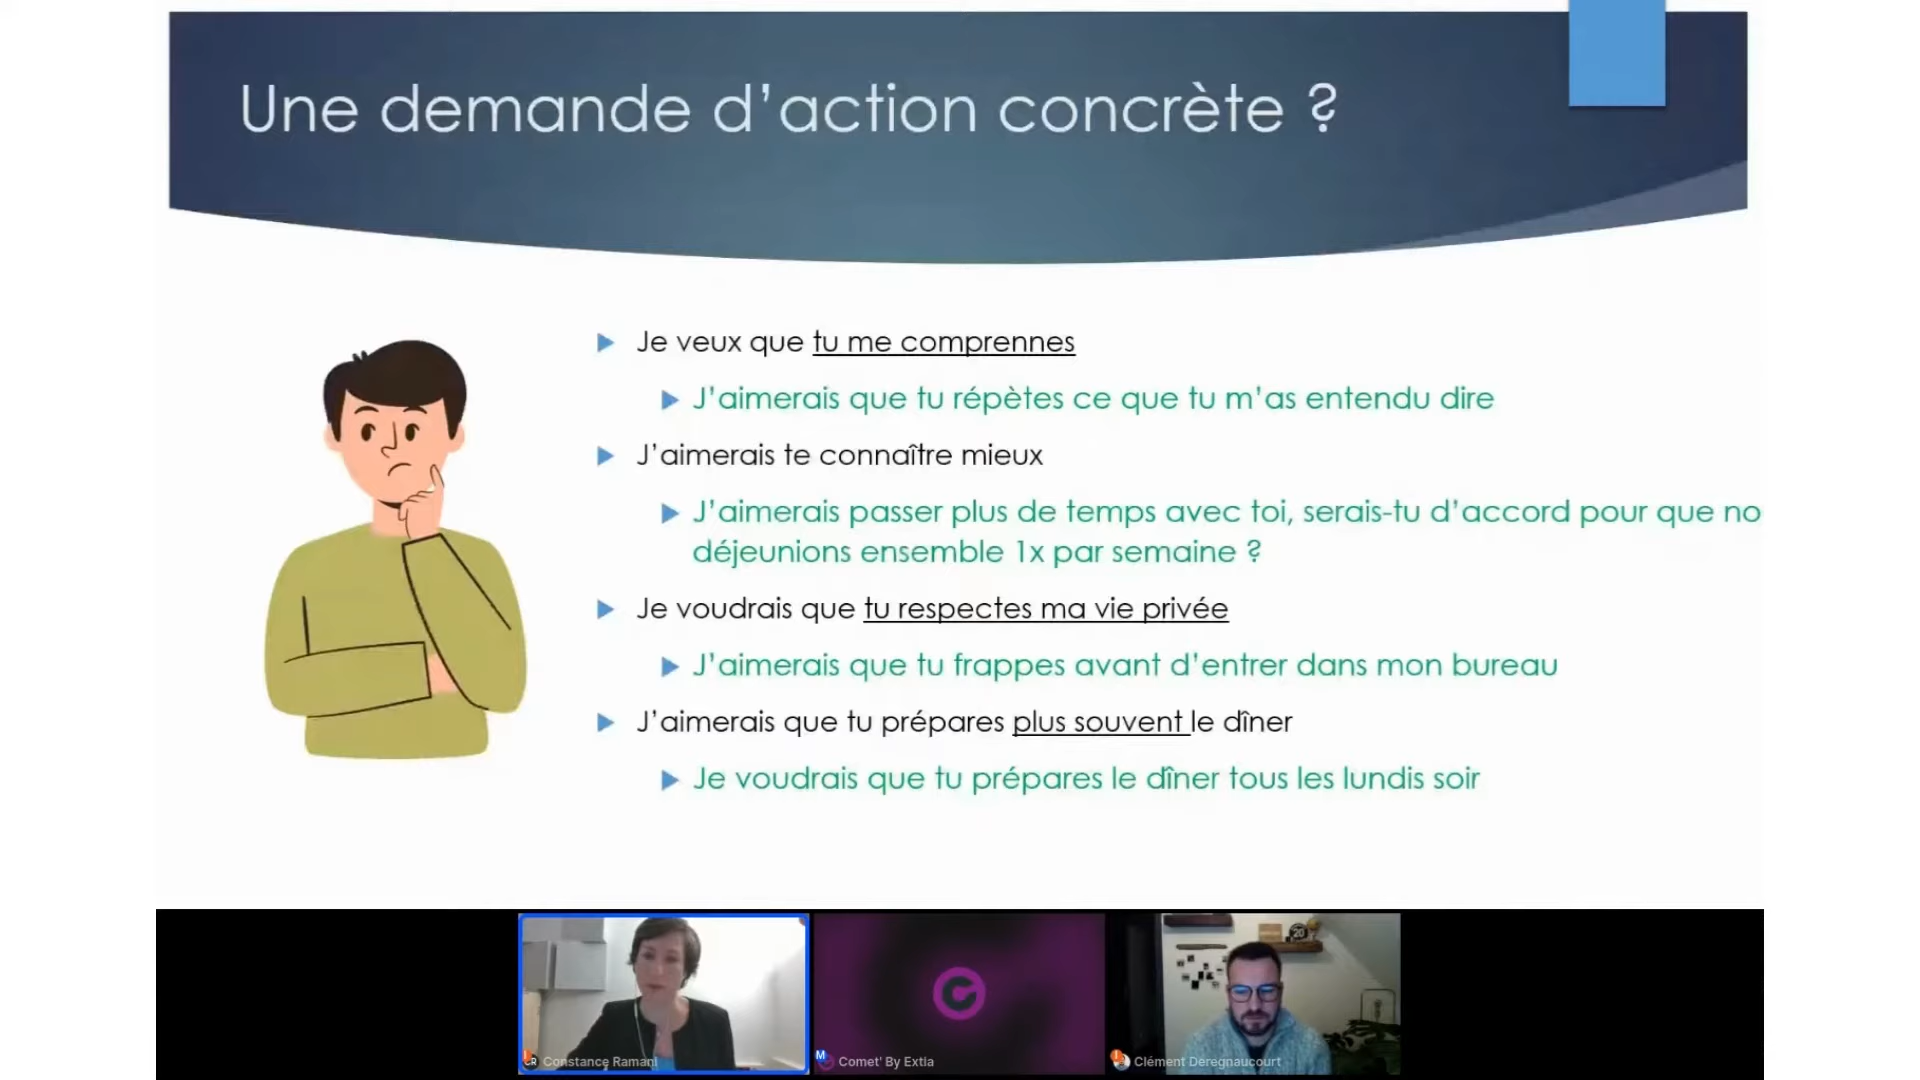 Une demande d'action concrète ?
Je veux que tu me comprennes
J'aimerais que tu répètes ce que tu m'as entendu dire
J'aimerais te connaître mieux
J'aimerais passer plus de temps avec toi, serais-tu d'accord pour que no
déjeunions ensemble 1x par semaine ?
Je voudrais que tu respectes ma vie privée
J'aimerais que tu frappes avant d'entrer dans mon bureau
J'aimerais que tu prépares plus souvent le dîner
Je voudrais que tu prépares le dîner tous les lundis soir
20
CR Constance Ramani
M Comet' By Extia
Clément Deregnaucourt